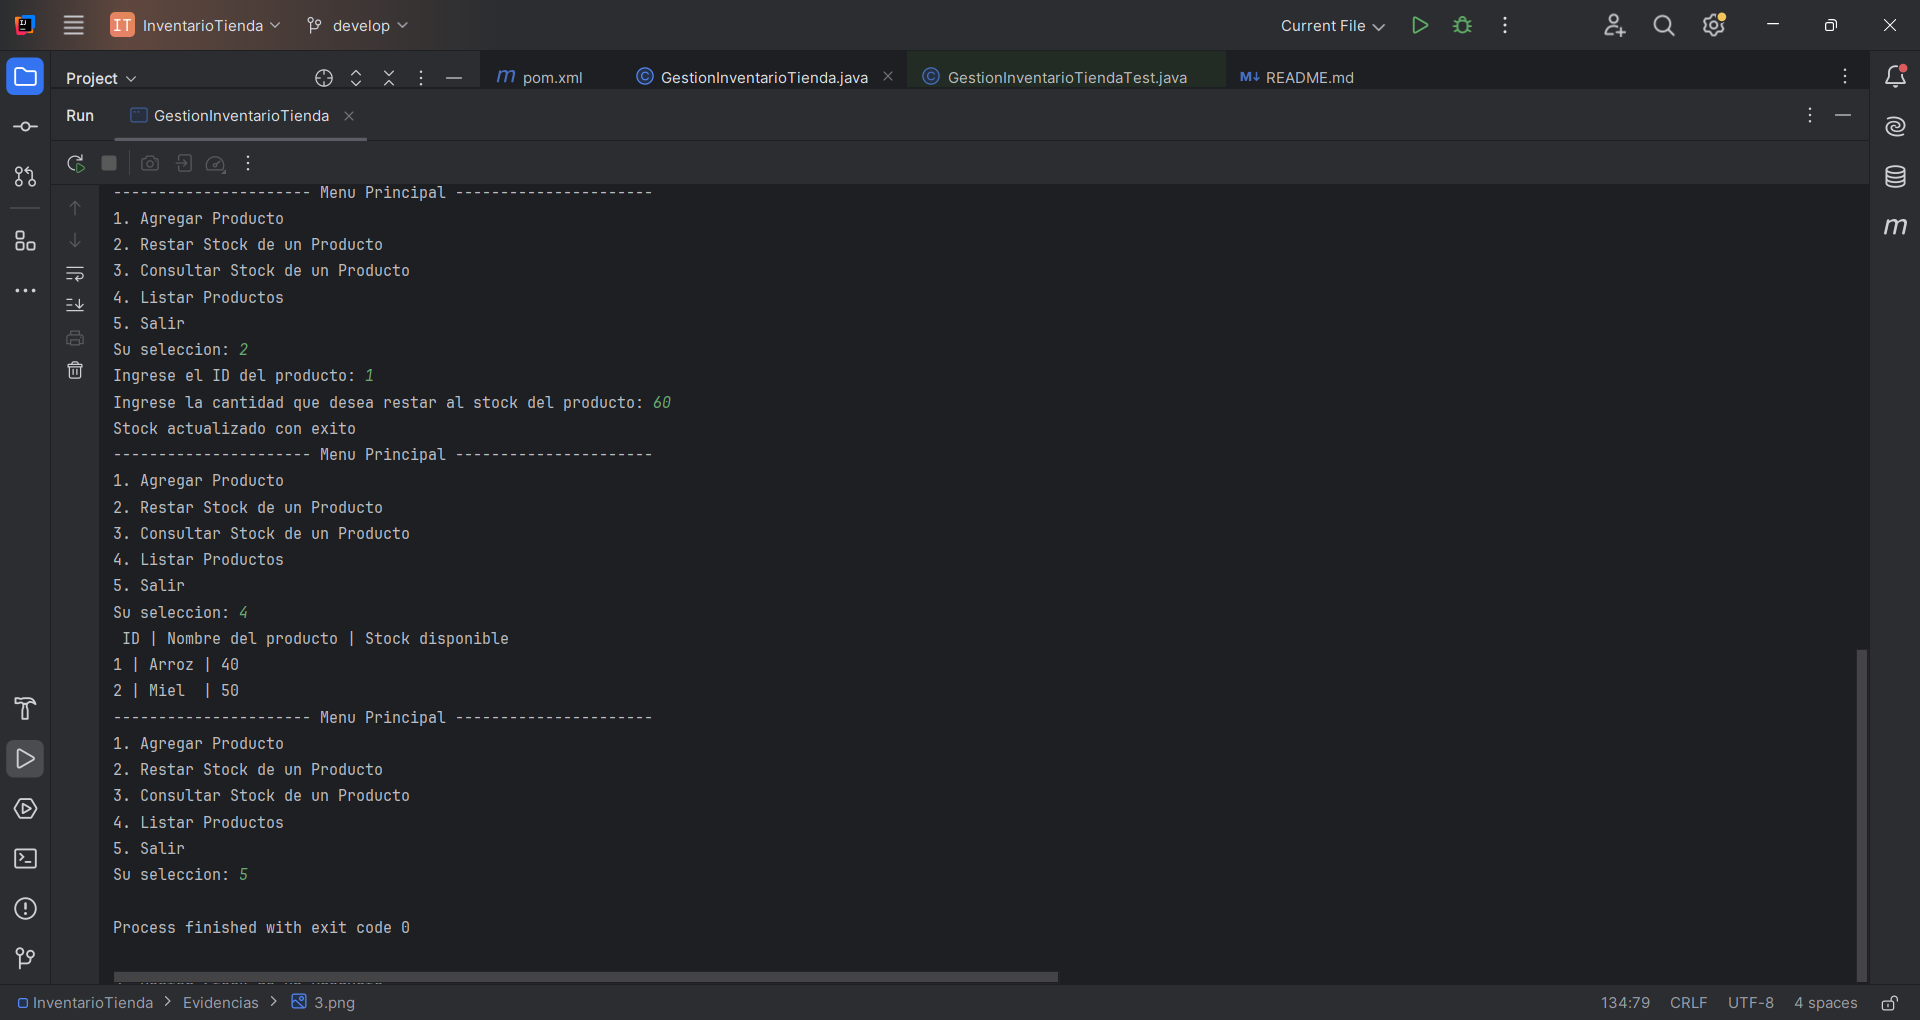 IT InventarioTienda develop Current File
Project pom.xml GestionInventarioTienda.java GestionInventarioTiendaTest.java README.md
Run GestionInventarioTienda
---------------------- Menu Principal ----------------------
1. Agregar Producto
2. Restar Stock de un Producto
3. Consultar Stock de un Producto
4. Listar Productos
5. Salir
Su seleccion: 2
Ingrese el ID del producto: 1
Ingrese la cantidad que desea restar al stock del producto: 60
Stock actualizado con exito
---------------------- Menu Principal ----------------------
1. Agregar Producto
2. Restar Stock de un Producto
3. Consultar Stock de un Producto
4. Listar Productos
5. Salir
Su seleccion: 4
ID | Nombre del producto | Stock disponible
1 | Arroz | 40
2 | Miel  | 50
---------------------- Menu Principal ----------------------
1. Agregar Producto
2. Restar Stock de un Producto
3. Consultar Stock de un Producto
4. Listar Productos
5. Salir
Su seleccion: 5
Process finished with exit code 0
InventarioTienda > Evidencias > 3.png 134:79 CRLF UTF-8 4 spaces